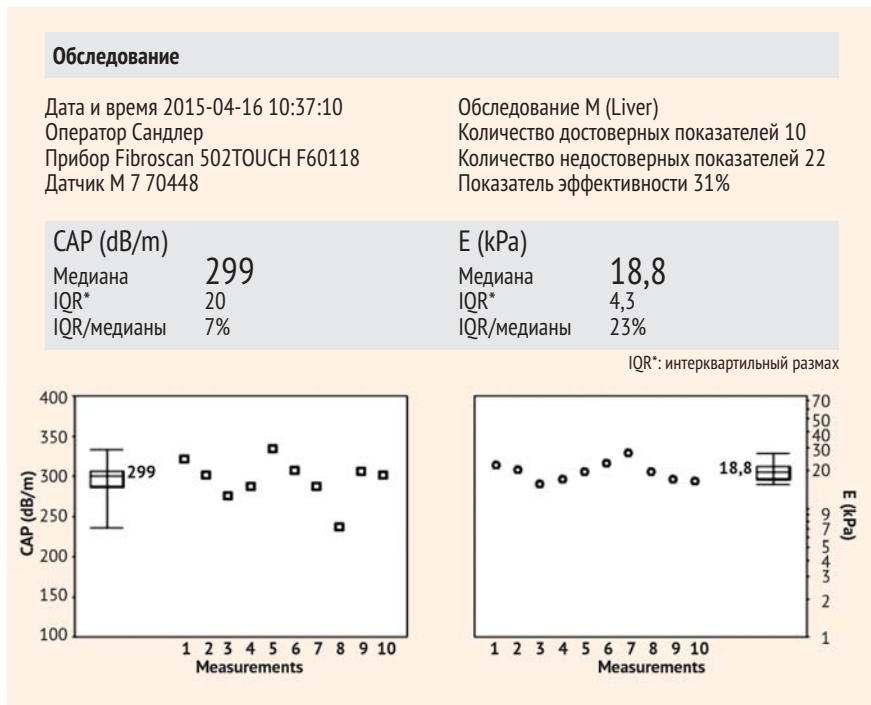 Обследование
Дата и время 2015-04-16 10:37:10
Оператор Сандлер
Прибор Fibroscan 502TOUCH F60118
Датчик M 7 70448
Обследование M (Liver)
Количество достоверных показателей 10
Количество недостоверных показателей 22
Показатель эффективности 31%
CAP (dB/m)
Медиана 299
IQR* 20
IQR/медианы 7%
E (kPa)
Медиана 18,8
IQR* 4,3
IQR/медианы 23%
IQR*: интерквартильный размах
CAP (dB/m)
400
350
300
250
200
150
100
299
1 2 3 4 5 6 7 8 9 10
Measurements
18,8
70
50
40
30
20
9
7
5
4
3
2
1
E (kPa)
1 2 3 4 5 6 7 8 9 10
Measurements